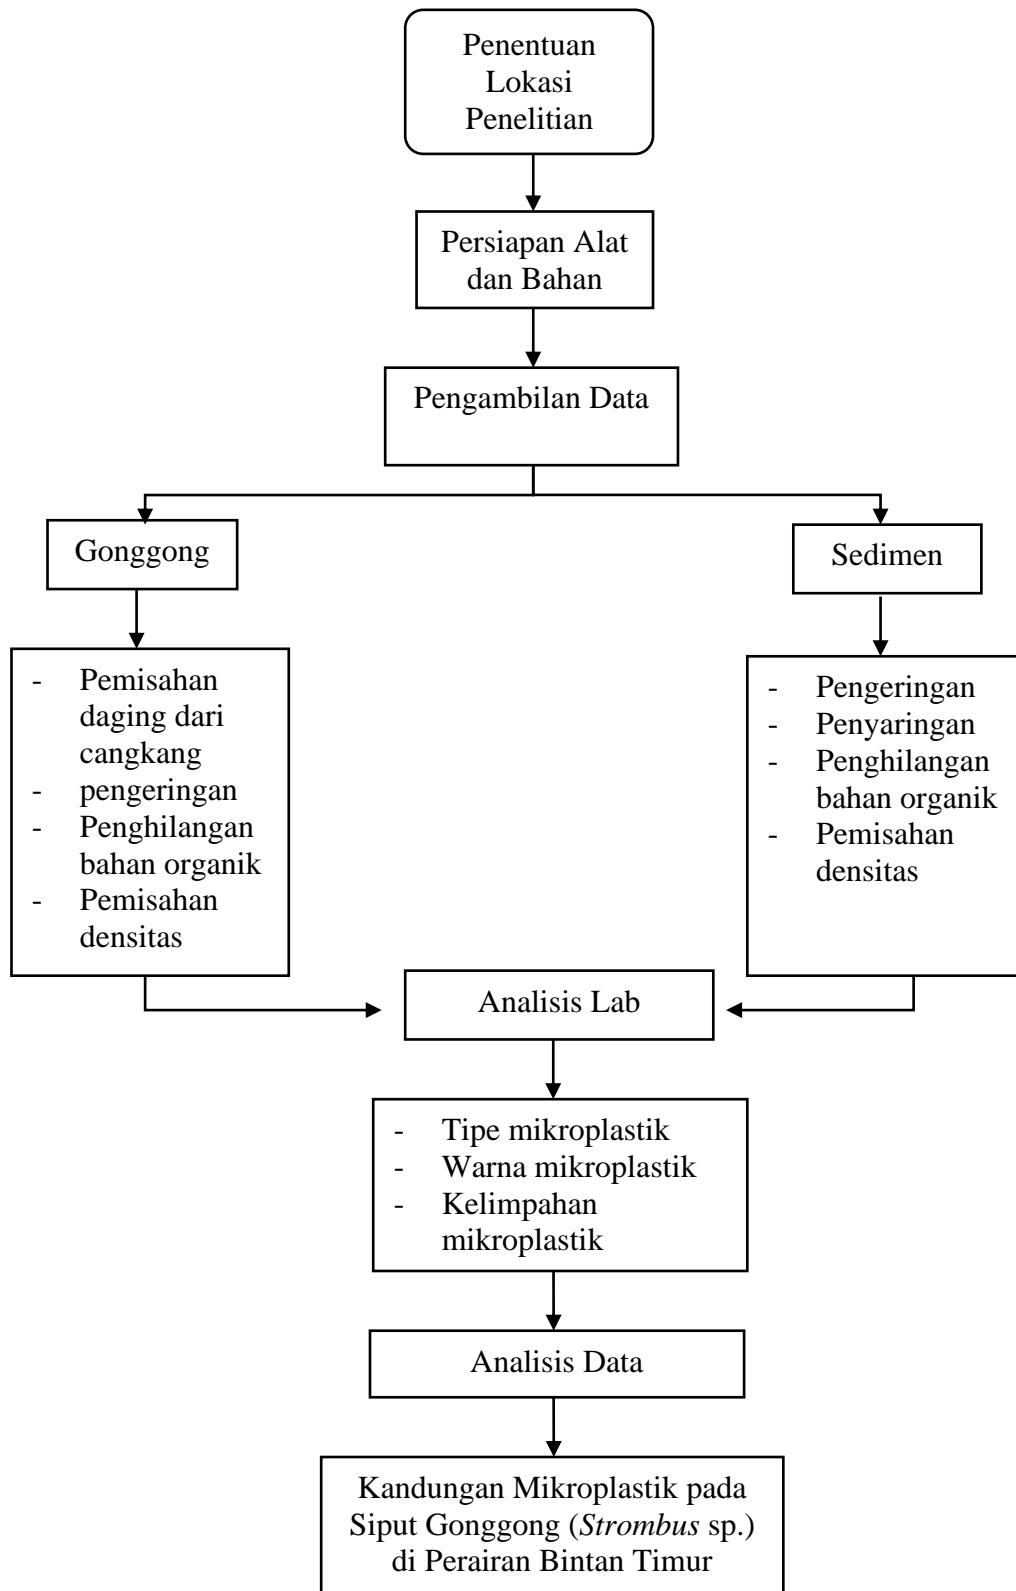 Penentuan
Lokasi
Penelitian
Persiapan Alat
dan Bahan
Pengambilan Data
Gonggong
Sedimen
- Pemisahan
daging dari
cangkang
- pengeringan
- Penghilangan
bahan organik
- Pemisahan
densitas
- Pengeringan
- Penyaringan
- Penghilangan
bahan organik
- Pemisahan
densitas
Analisis Lab
- Tipe mikroplastik
- Warna mikroplastik
- Kelimpahan
mikroplastik
Analisis Data
Kandungan Mikroplastik pada
Siput Gonggong (Strombus sp.)
di Perairan Bintan Timur